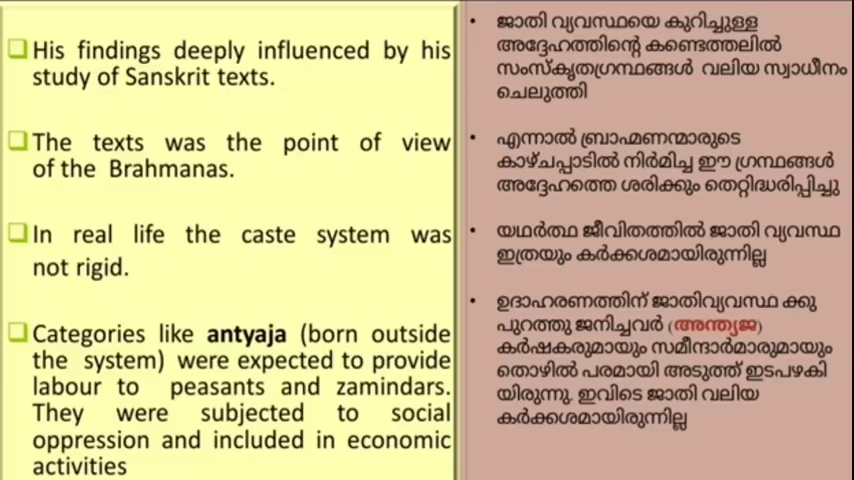 His findings deeply influenced by his
study of Sanskrit texts.
The texts was the point of view
of the Brahmanas.
In real life the caste system was
not rigid.
Categories like antyaja (born outside
the system) were expected to provide
labour to peasants and zamindars.
They were subjected to social
oppression and included in economic
activities
• ജാതി വ്യവസ്ഥയെ കുറിച്ചുള്ള
അദ്ദേഹത്തിന്റെ കണ്ടെത്തലിൽ
സംസ്കൃതഗ്രന്ഥങ്ങൾ വലിയ സ്വാധീനം
ചെലുത്തി
• എന്നാൽ ബ്രാഹ്മണന്മാരുടെ
കാഴ്ചപ്പാടിൽ നിർമിച്ച ഈ ഗ്രന്ഥങ്ങൾ
അദ്ദേഹത്തെ ശരിക്കും തെറ്റിദ്ധരിപ്പിച്ചു
• യഥർത്ഥ ജീവിതത്തിൽ ജാതി വ്യവസ്ഥ
ഇത്രയും കർക്കശമായിരുന്നില്ല
• ഉദാഹരണത്തിന് ജാതിവ്യവസ്ഥ ക്കു
പുറത്തു ജനിച്ചവർ (അന്ത്യജ)
കർഷകരുമായും സമീന്ദാർമാരുമായും
തൊഴിൽ പരമായി അടുത്ത് ഇടപഴകി
യിരുന്നു. ഇവിടെ ജാതി വലിയ
കർക്കശമായിരുന്നില്ല